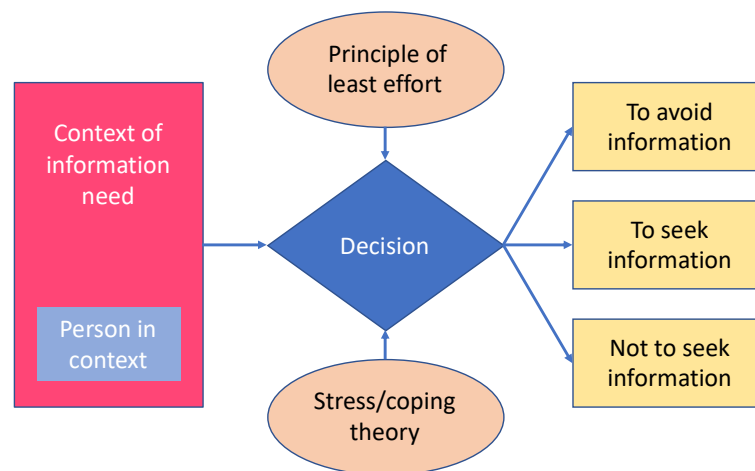 Context of
information
need
Person in
context
Principle of
least effort
Decision
Stress/coping
theory
To avoid
information
To seek
information
Not to seek
information